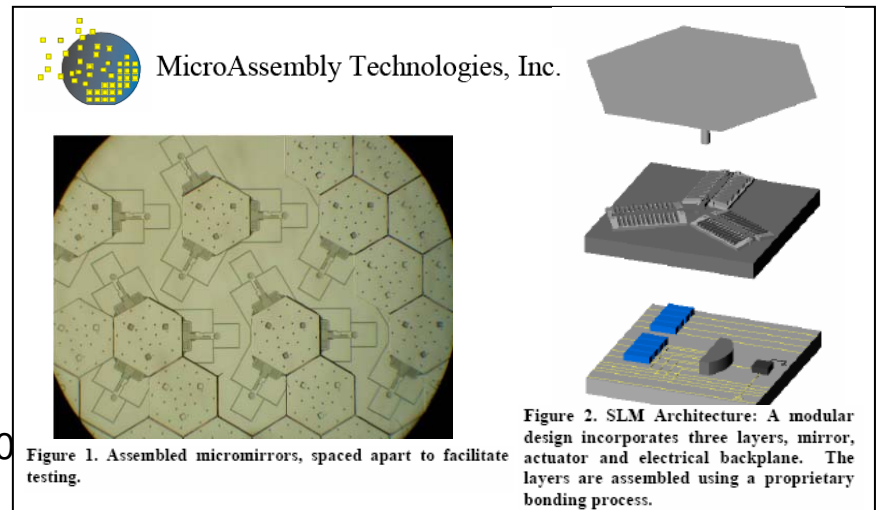 MicroAssembly Technologies, Inc.
0
Figure 1. Assembled micromirrors, spaced apart to facilitate
testing.
Figure 2. SLM Architecture: A modular
design incorporates three layers, mirror,
actuator and electrical backplane. The
layers are assembled using a proprietary
bonding process.